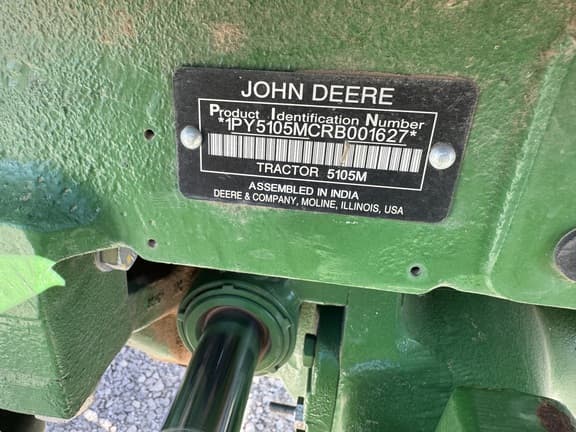 JOHN DEERE
Product Identification Number
*1PY5105MCRB001627*
TRACTOR 5105M
ASSEMBLED IN INDIA
DEERE & COMPANY, MOLINE, ILLINOIS, USA